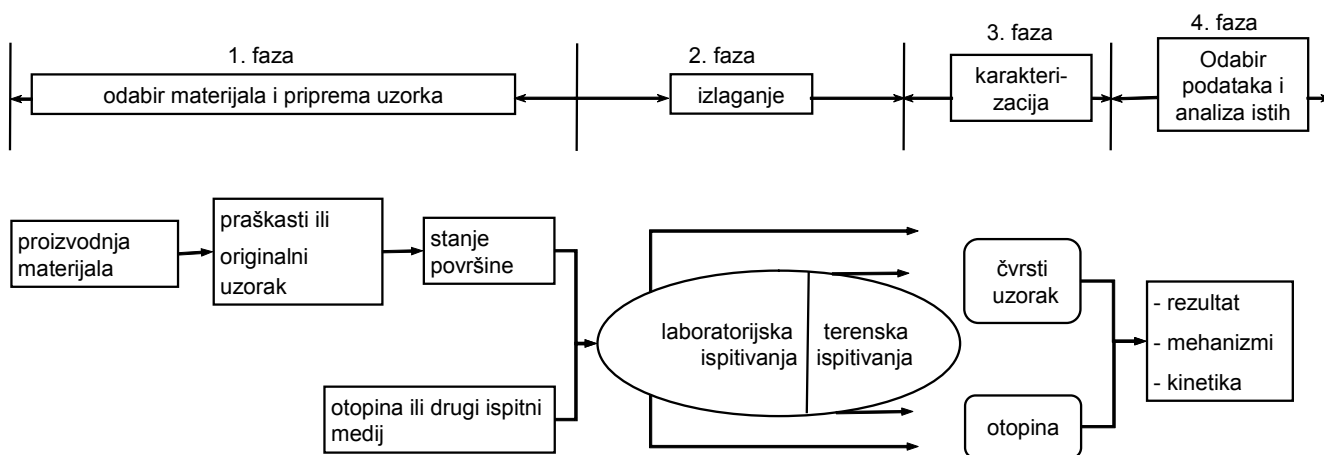 1. faza
odabir materijala i priprema uzorka
2. faza
izlaganje
3. faza
karakteri-
zacija
4. faza
Odabir
podataka i
analiza istih
proizvodnja
materijala
praškasti ili
originalni
uzorak
stanje
površine
otopina ili drugi ispitni
medij
laboratorijska
ispitivanja
terenska
ispitivanja
čvrsti
uzorak
otopina
- rezultat
- mehanizmi
- kinetika